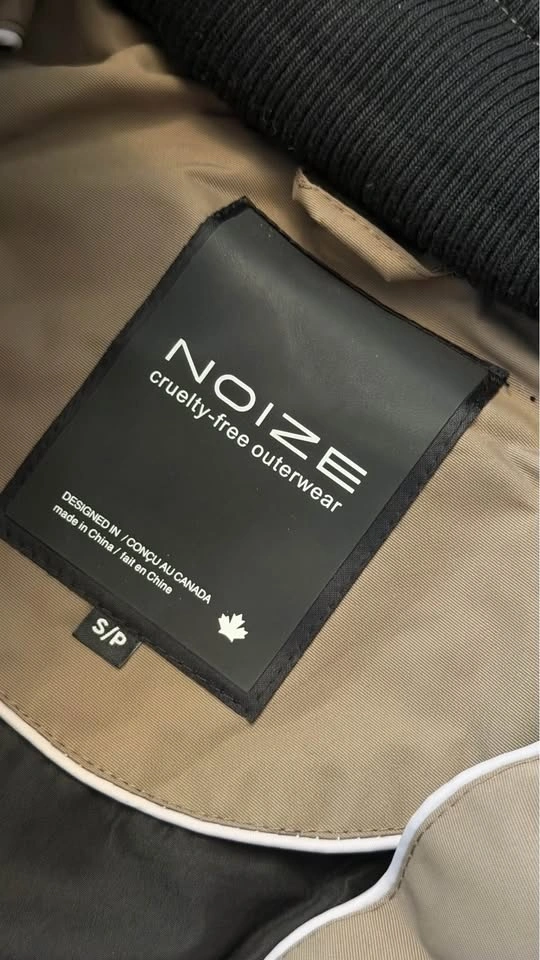 NOIZE
cruelty-free outerwear
DESIGNED IN / CONÇU AU CANADA
made in China / fait en Chine
S/P